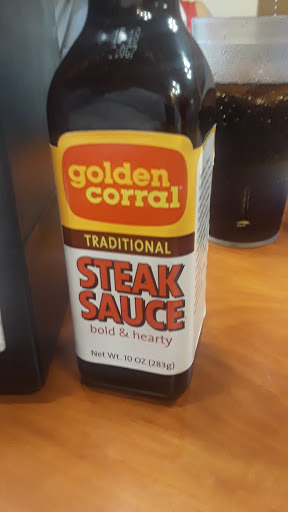 golden
corral
TRADITIONAL
STEAK
SAUCE
bold & hearty
Net Wt. 10 OZ (283g)